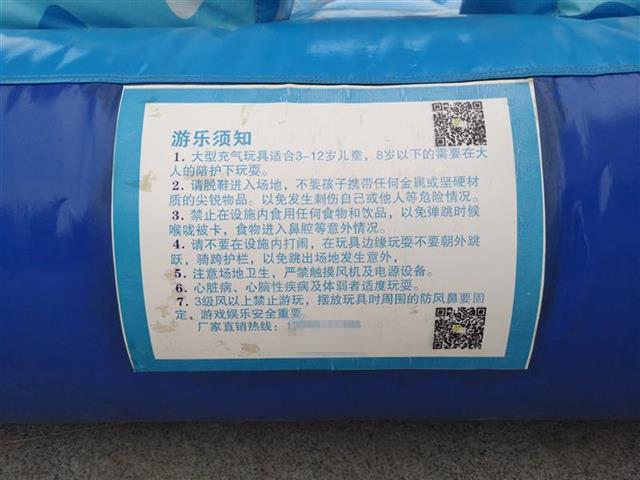 游乐须知
1. 大型充气玩具适合3-12岁儿童，8岁以下的需要在大
人的陪护下玩耍。
2. 请脱鞋进入场地，不要孩子携带任何金属或坚硬材
质的尖锐物品。以免发生刺伤自己或他人等危险情况。
3. 禁止在设施内食用任何食物和饮品，以免弹跳时候
喉咙被卡，食物进入鼻腔等意外情况。
4. 请不要在设施内打闹，在玩具边缘玩耍不要朝外跳
跃，骑跨护栏，以免跳出场地发生意外，
5. 注意场地卫生，严禁触摸风机及电源设备。
6. 心脏病、心脑性疾病及体弱者适度玩耍。
7. 3级风以上禁止游玩，摆放玩具时周围的防风鼻要固
定，游戏娱乐安全重要。
厂家直销热线：